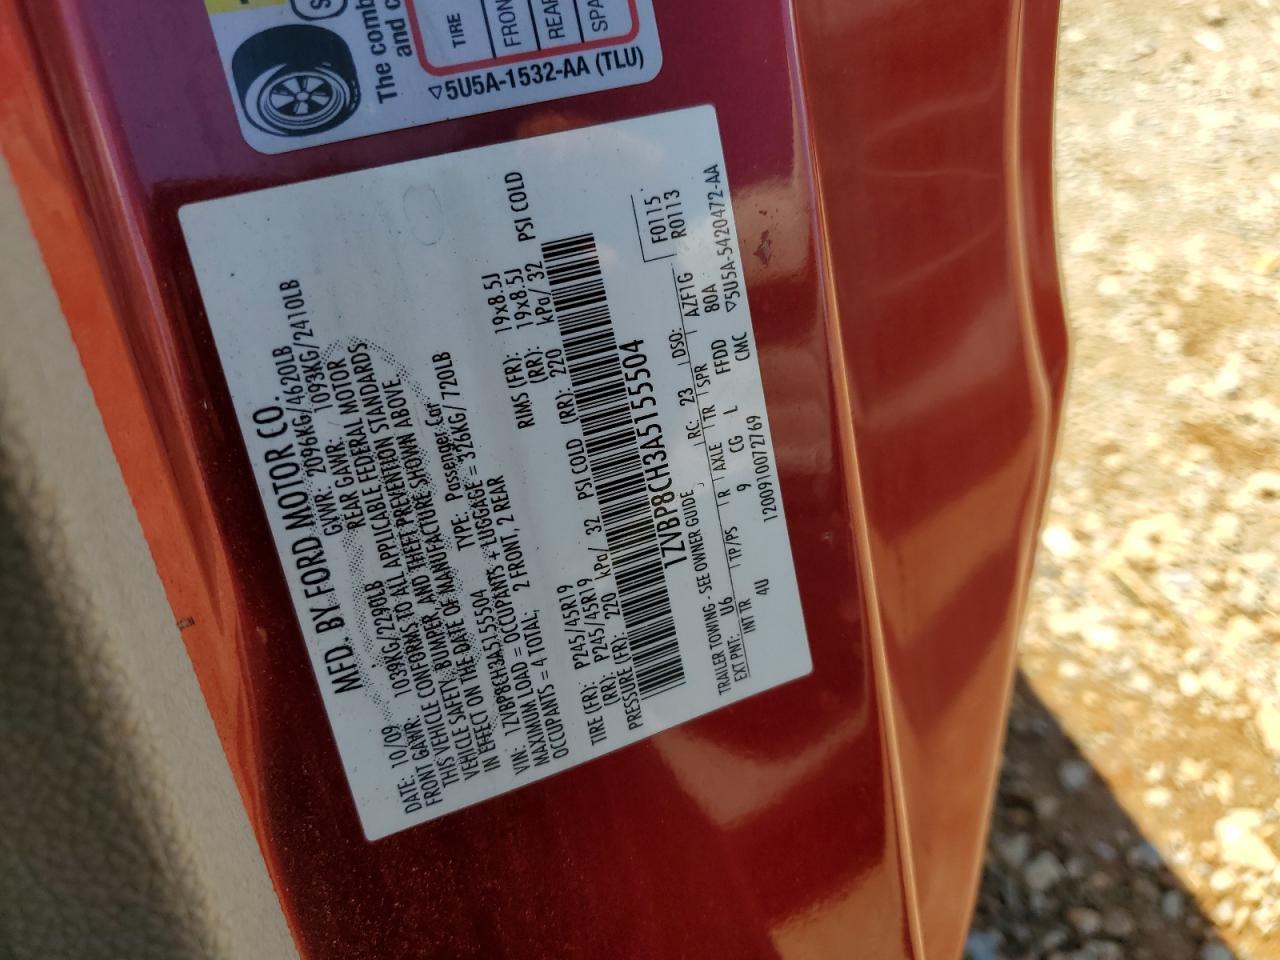 The comb
and c
TIRE
FRON
REAR
SPA
5U5A-1532-AA (TLU)
MFD. BY FORD MOTOR CO.
DATE: 10/09 GVWR: 2096KG/4620LB
FRONT GAWR: 1039KG/2290LB REAR GAWR: 1093KG/2410LB
THIS VEHICLE CONFORMS TO ALL APPLICABLE FEDERAL MOTOR
VEHICLE SAFETY, BUMPER, AND THEFT PREVENTION STANDARDS
IN EFFECT ON THE DATE OF MANUFACTURE SHOWN ABOVE.
VIN: 1ZVBP8CH3A5155504 TYPE: Passenger Car
MAXIMUM LOAD = OCCUPANTS + LUGGAGE = 326KG/ 720LB
OCCUPANTS = 4 TOTAL, 2 FRONT, 2 REAR
TIRE (FR): P245/45R19 RIMS (FR): 19x8.5J
(RR): P245/45R19 (RR): 19x8.5J
PRESSURE (FR): 220 kPa/ 32 PSI COLD (RR): 220 kPa/ 32 PSI COLD
1ZVBP8CH3A5155504
F0115
R0113
TRAILER TOWING - SEE OWNER GUIDE
EXT PNT: U6 RC: 23 DSO: AZFTG
INT TR TP/PS R AXLE TR SPR 80A
4U 9 CG L FFDD CMC 5U5A-5420472-AA
120091007​2769